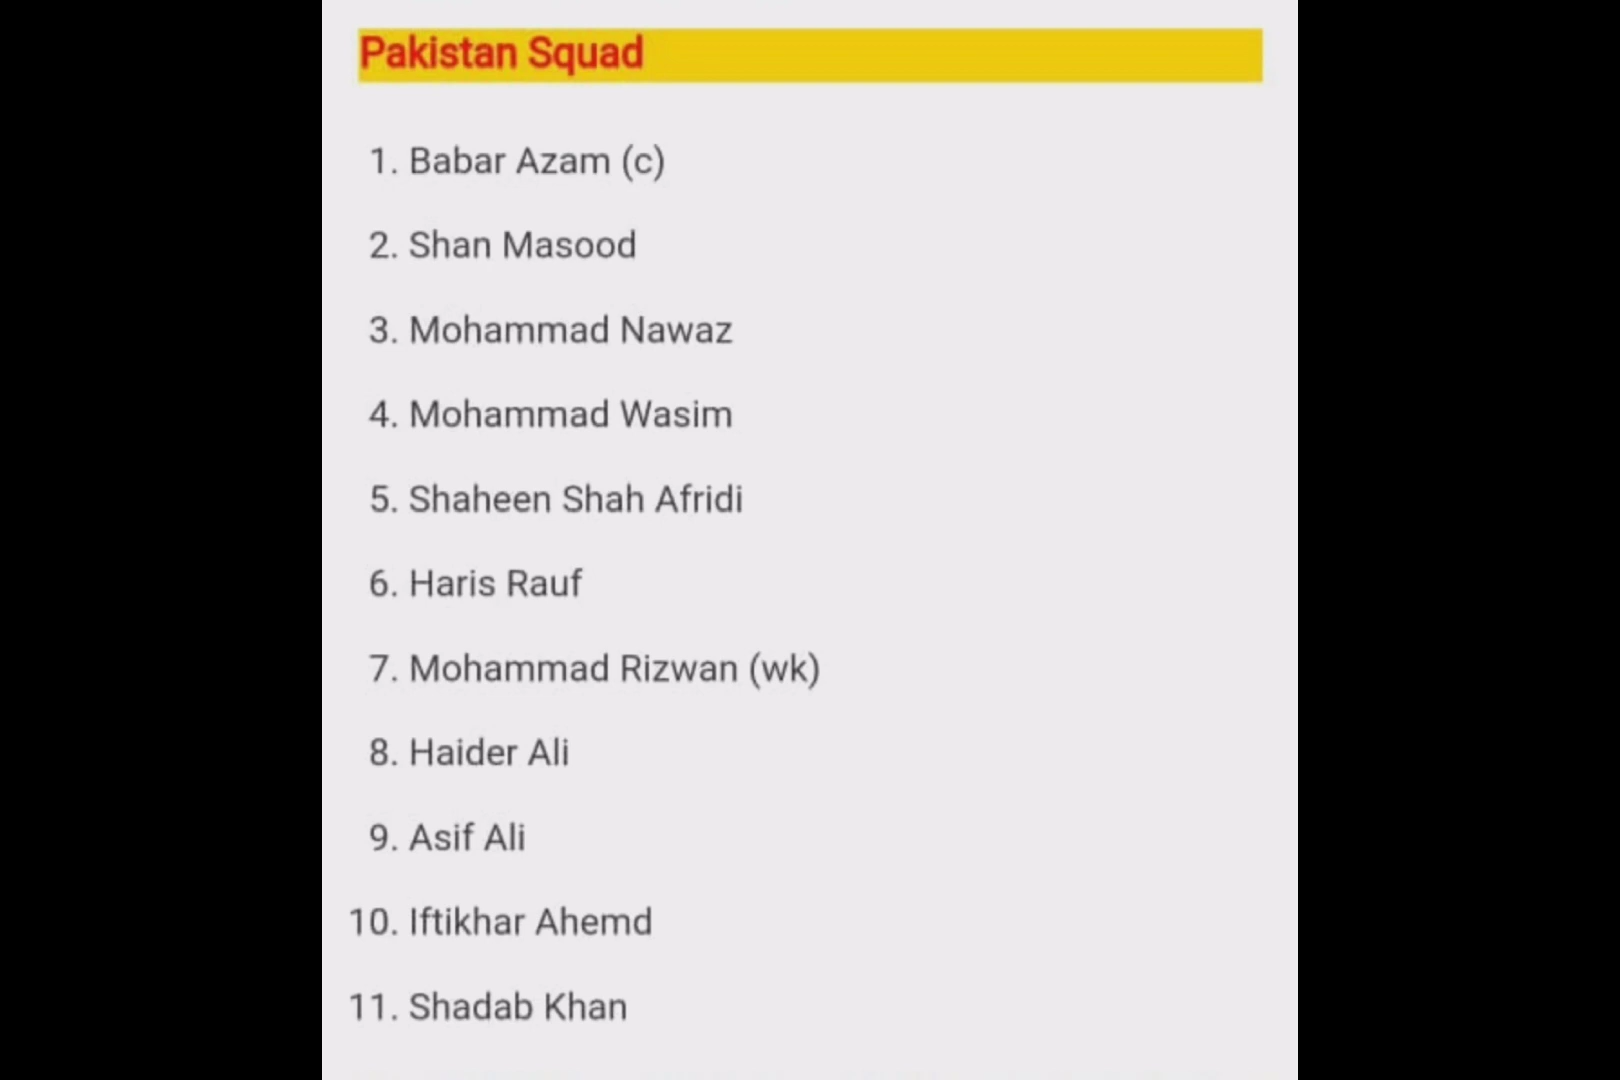 Pakistan Squad
1. Babar Azam (c)
2. Shan Masood
3. Mohammad Nawaz
4. Mohammad Wasim
5. Shaheen Shah Afridi
6. Haris Rauf
7. Mohammad Rizwan (wk)
8. Haider Ali
9. Asif Ali
10. Iftikhar Ahemd
11. Shadab Khan